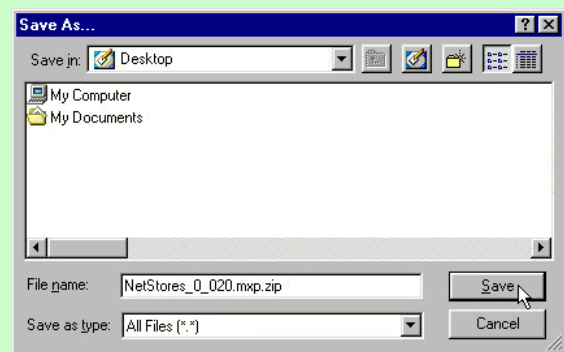 Save As...
Save in: Desktop
My Computer
My Documents
File name: NetStores_0_020.mxp.zip Save
Save as type: All Files (*.*) Cancel